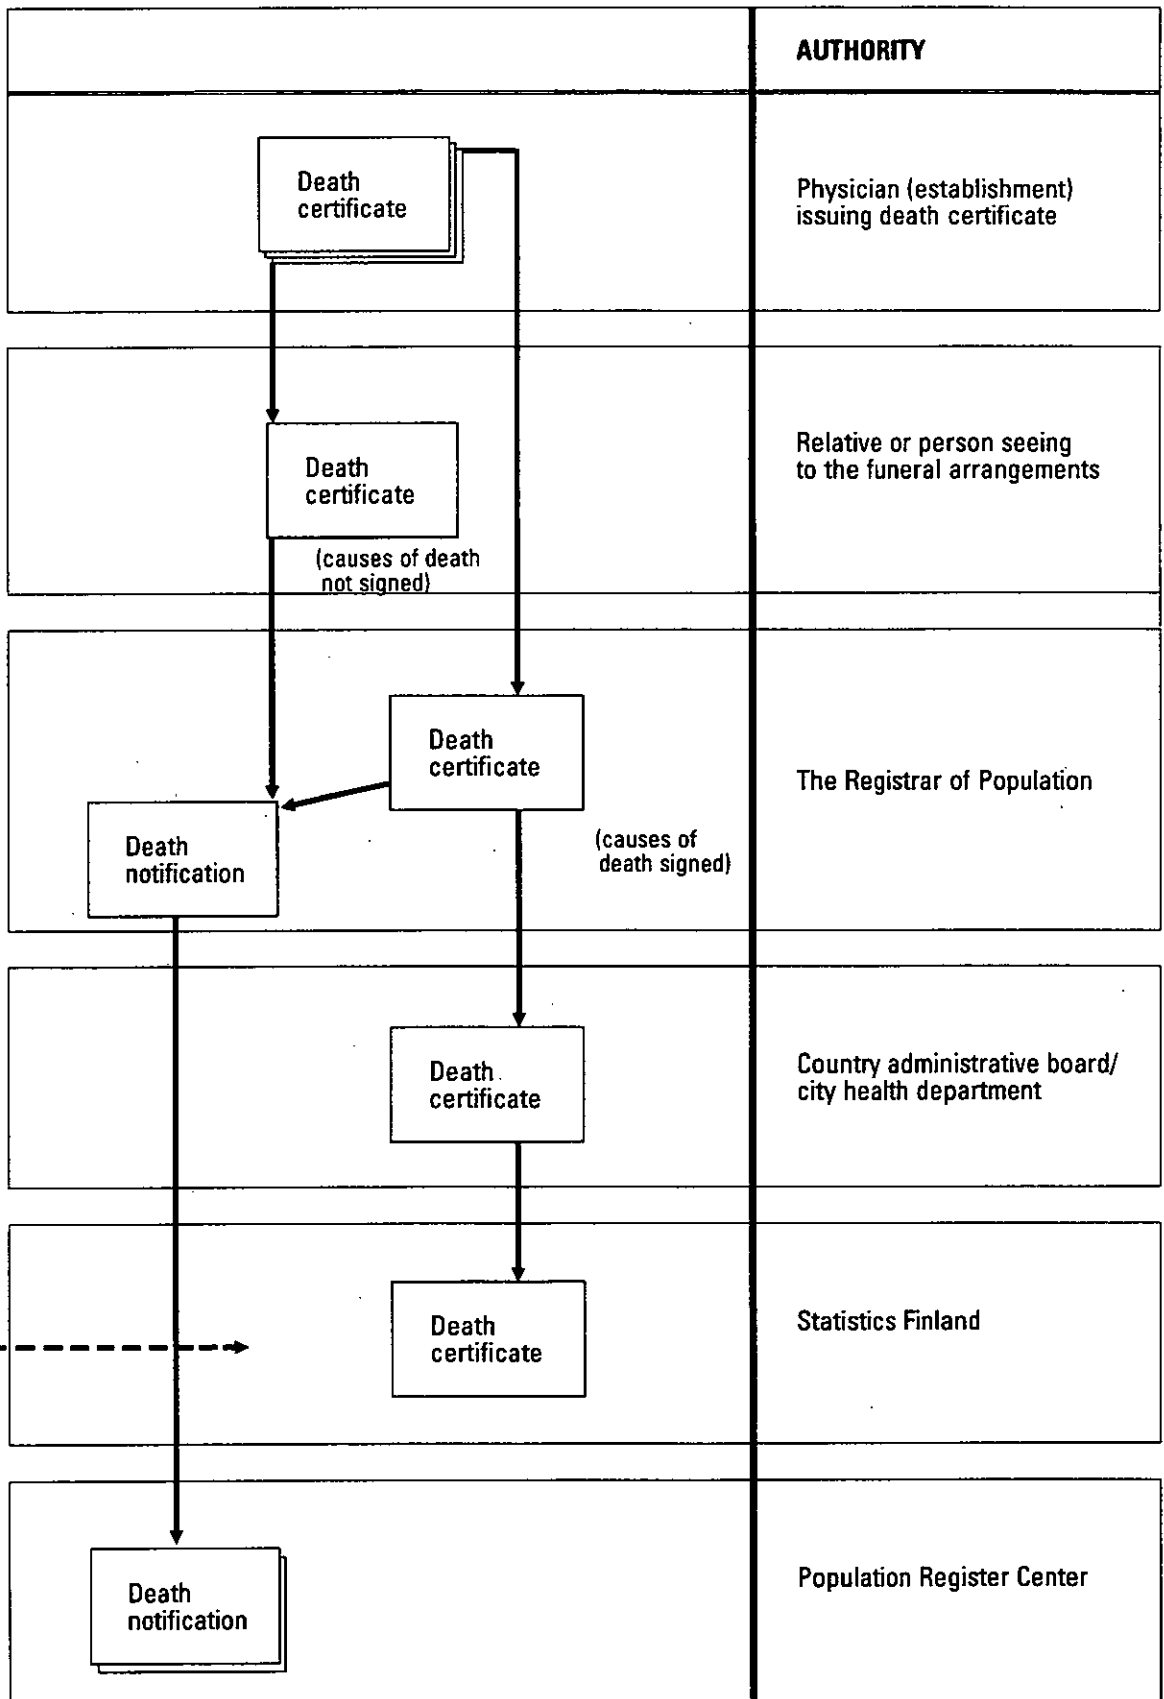 AUTHORITY
Death
certificate
Physician (establishment)
issuing death certificate
Death
certificate
(causes of death
not signed)
Relative or person seeing
to the funeral arrangements
Death
certificate
(causes of
death signed)
Death
notification
The Registrar of Population
Death
certificate
Country administrative board/
city health department
Death
certificate
Statistics Finland
Death
notification
Population Register Center